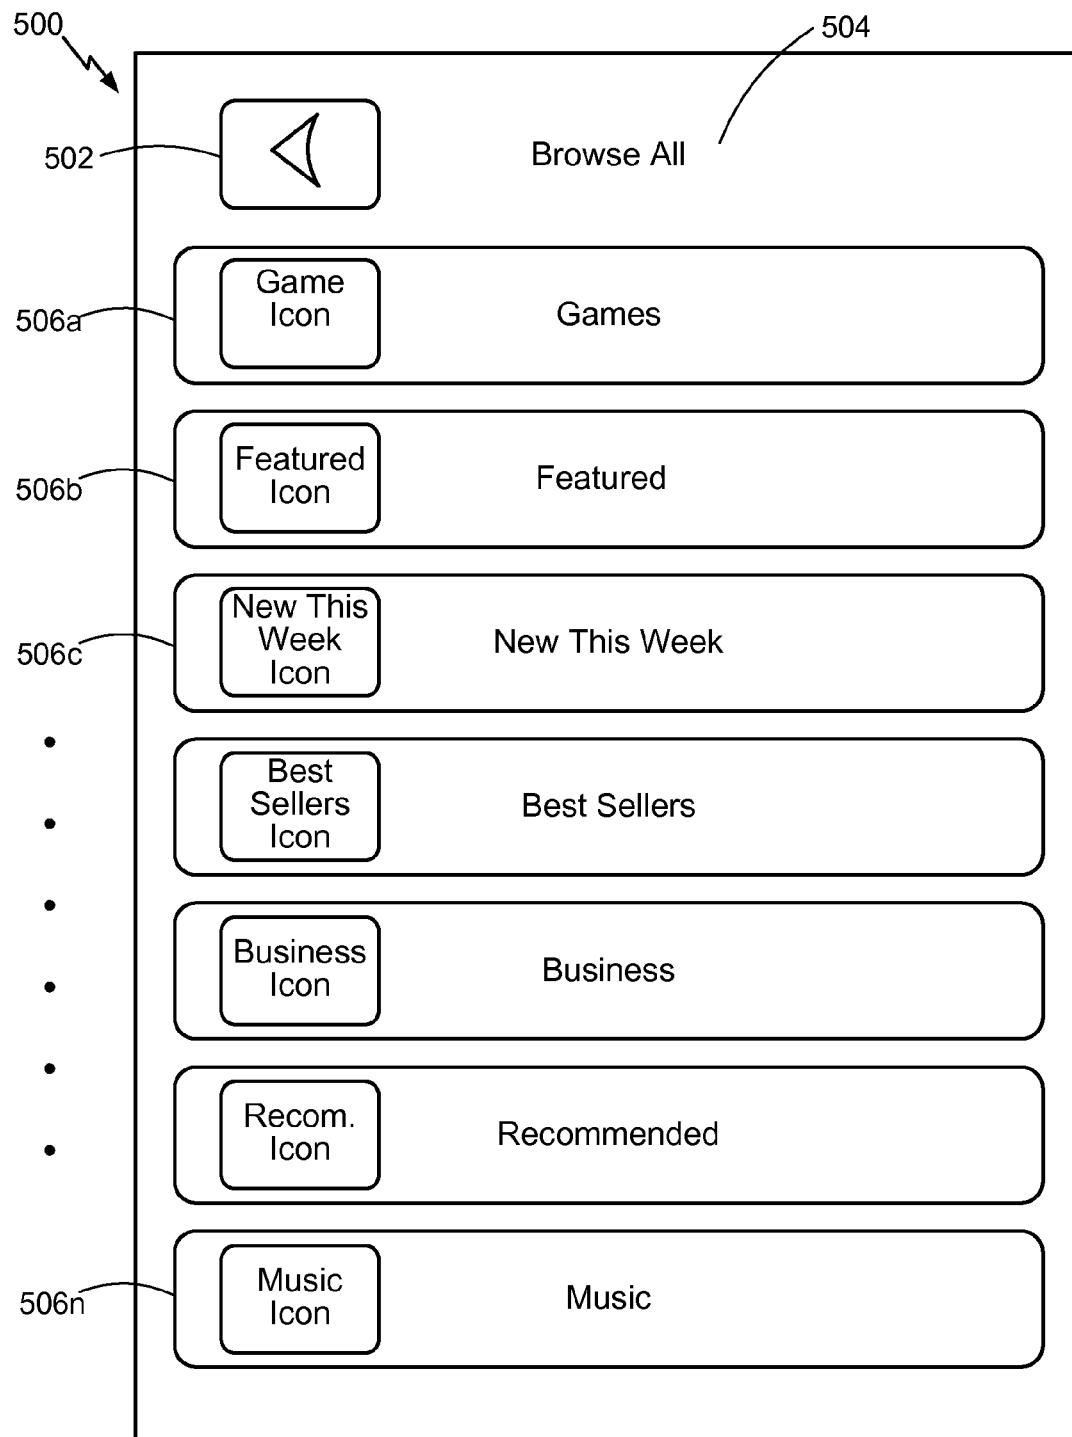 500
504
502
Browse All
Game
Icon
Games
506a
Featured
Icon
Featured
506b
New This
Week
Icon
New This Week
506c
Best
Sellers
Icon
Best Sellers
Business
Icon
Business
Recom.
Icon
Recommended
Music
Icon
Music
506n